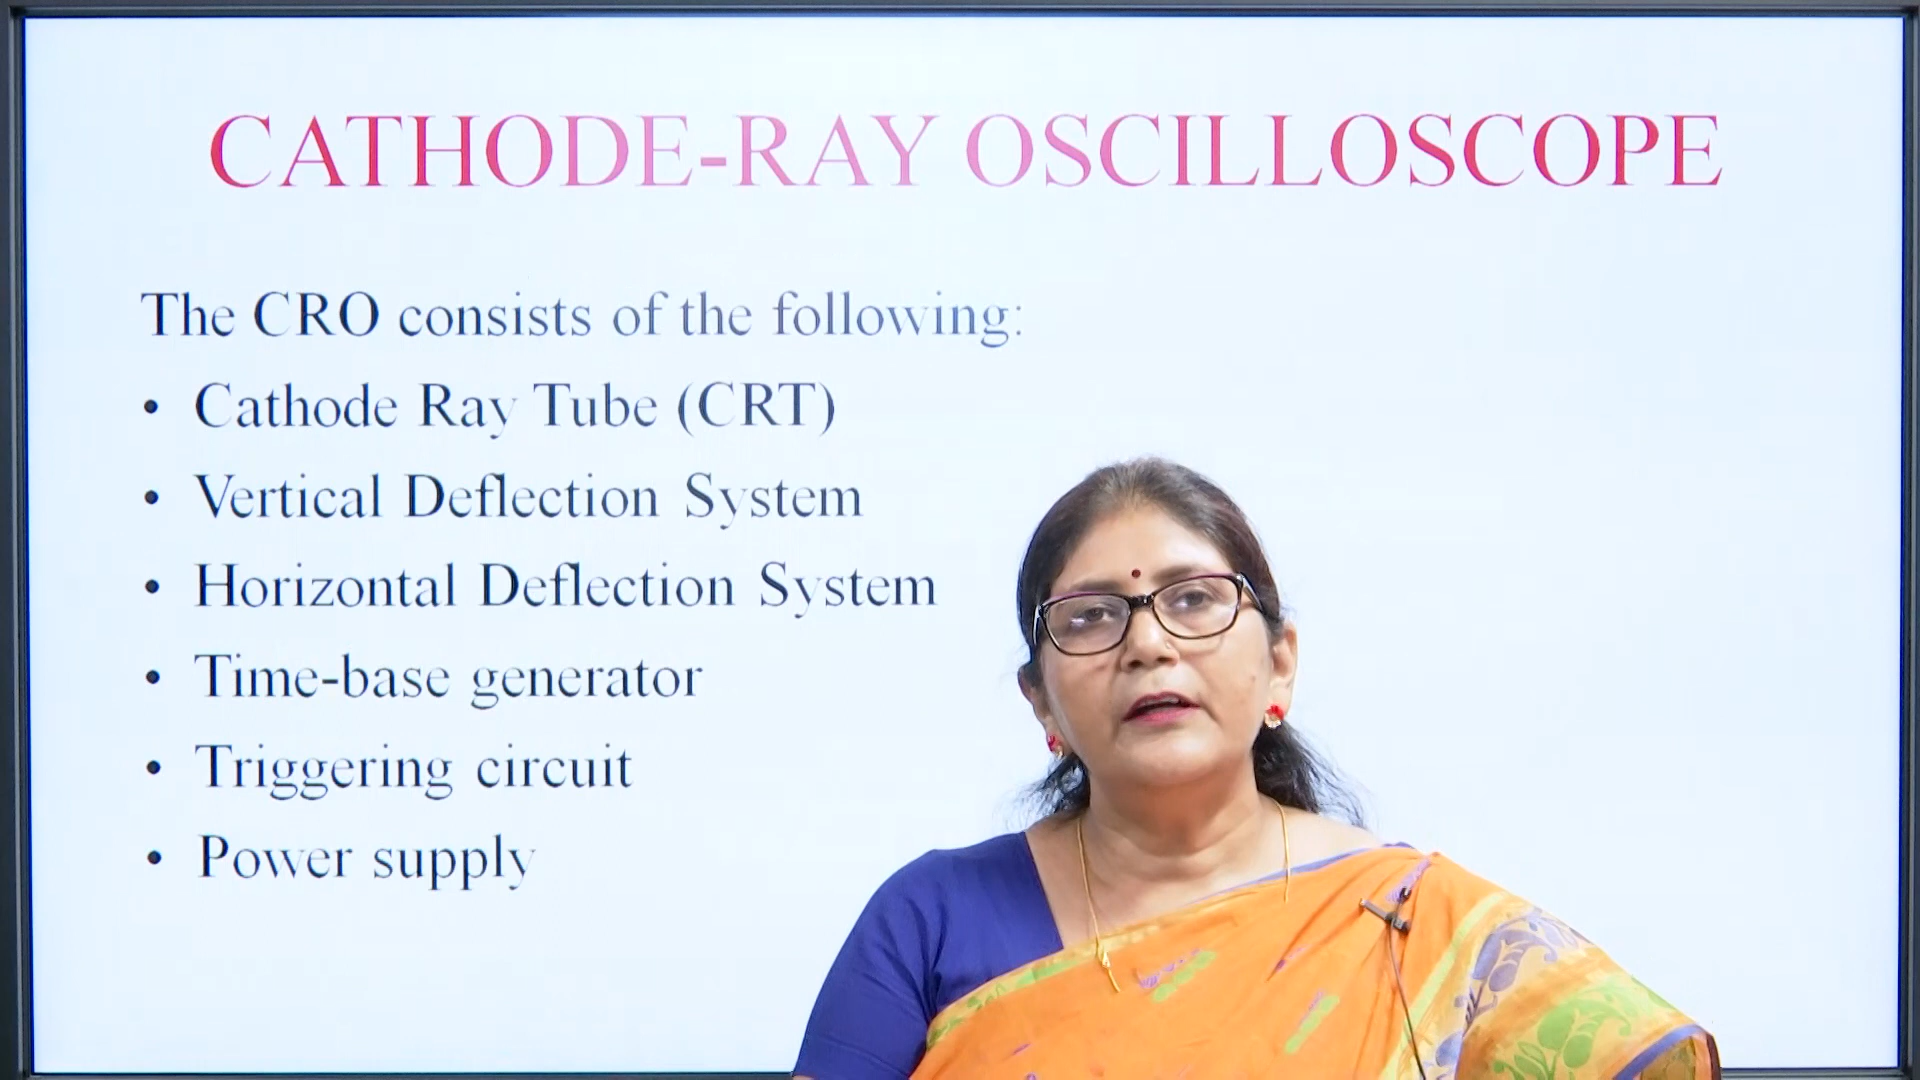 CATHODE-RAY OSCILLOSCOPE
The CRO consists of the following:
• Cathode Ray Tube (CRT)
• Vertical Deflection System
• Horizontal Deflection System
• Time-base generator
• Triggering circuit
• Power supply